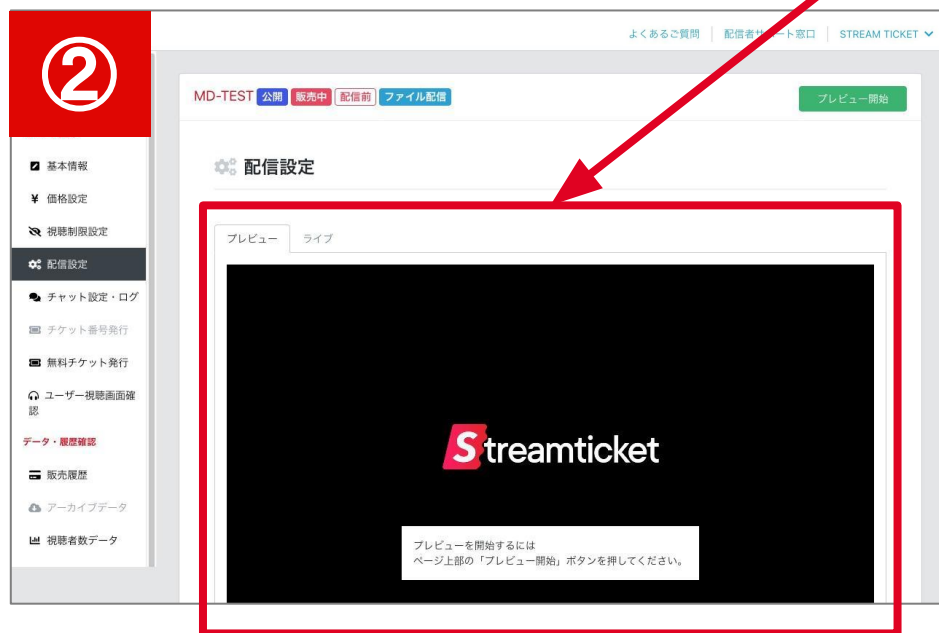 ②
よくあるご質問 配信者サポート窓口 STREAM TICKET
MD-TEST 公開 販売中 配信前 ファイル配信
プレビュー開始
基本情報
価格設定
視聴制限設定
配信設定
チャット設定・ログ
チケット番号発行
無料チケット発行
ユーザー視聴画面確
認
データ・履歴確認
販売履歴
アーカイブデータ
視聴者数データ
配信設定
プレビュー ライブ
Streamticket
プレビューを開始するには
ページ上部の「プレビュー開始」ボタンを押してください。